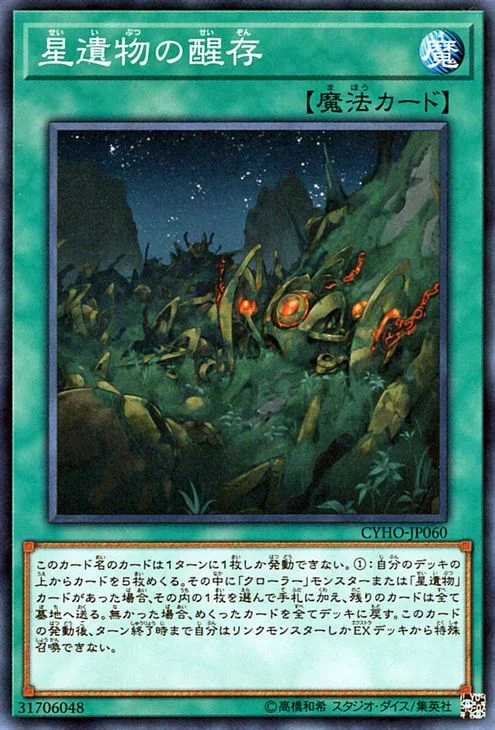 星遺物の醒存
魔
【魔法カード】
CYHO-JP060
このカード名のカードは1ターンに1枚しか発動できない。①:自分のデッキの
上からカードを5枚めくる。その中に「クローラー」モンスターまたは「星遺物」
カードがあった場合、その内の1枚を選んで手札に加え、残りのカードは全て
墓地へ送る。無かった場合、めくったカードを全てデッキに戻す。このカード
の発動後、ターン終了時まで自分はリンクモンスターしかEXデッキから特殊
召喚できない。
31706048
©高橋和希 スタジオ・ダイス/集英社